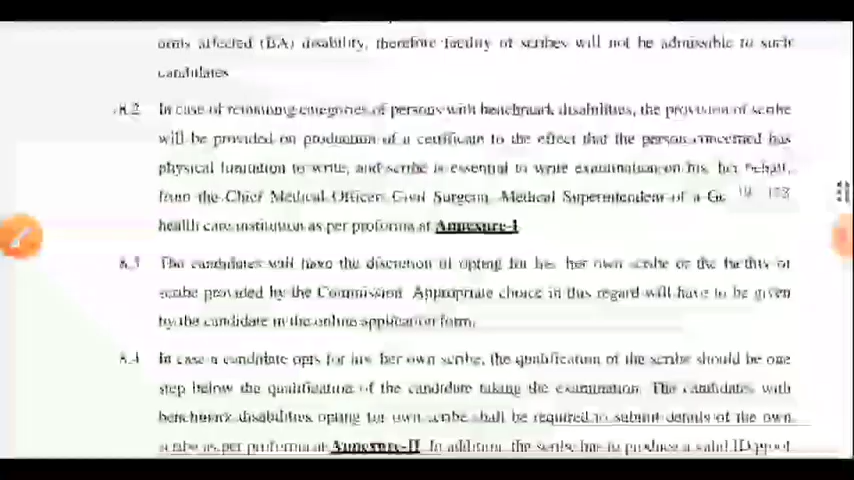 arms affected (BA) disability, therefore facility of scribes will not be admissible to such
candidates
8.2 In case of remaining categories of persons with benchmark disabilities, the provision of scribe
will be provided on production of a certificate to the effect that the person concerned has
physical limitation to write, and scribe is essential to write examination on his/ her behalf,
from the Chief Medical Officer/ Civil Surgeon/ Medical Superintendent of a
health care institution as per proforma at Annexure-I
8.3 The candidates will have the discretion of opting for his/ her own scribe or the facility of
scribe provided by the Commission. Appropriate choice in this regard will have to be given
by the candidate in the online application form.
8.4 In case a candidate opts for his/ her own scribe, the qualification of the scribe should be one
step below the qualification of the candidate taking the examination. The candidates with
benchmark disabilities opting for own scribe shall be required to submit details of the own
scribe as per proforma at Annexure-II. In addition, the scribe has to produce a valid ID proof